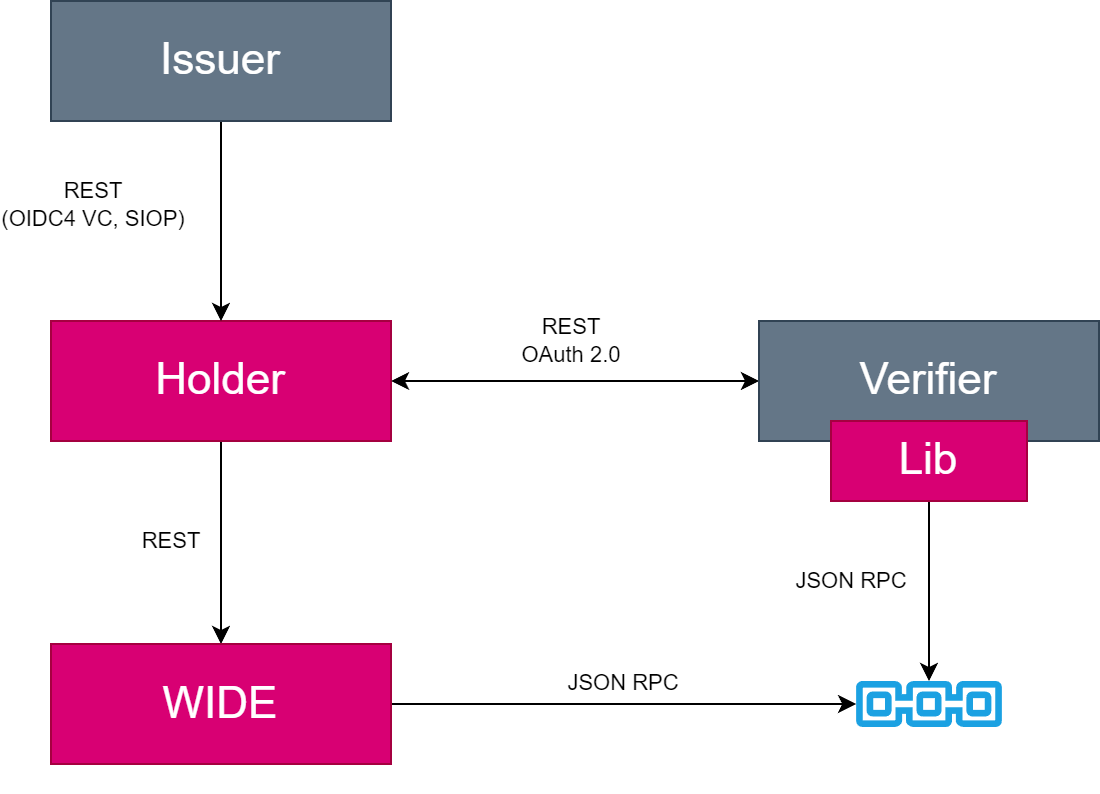 Issuer
REST
(OIDC4 VC, SIOP)
REST
OAuth 2.0
Holder
Verifier
Lib
REST
JSON RPC
WIDE
JSON RPC